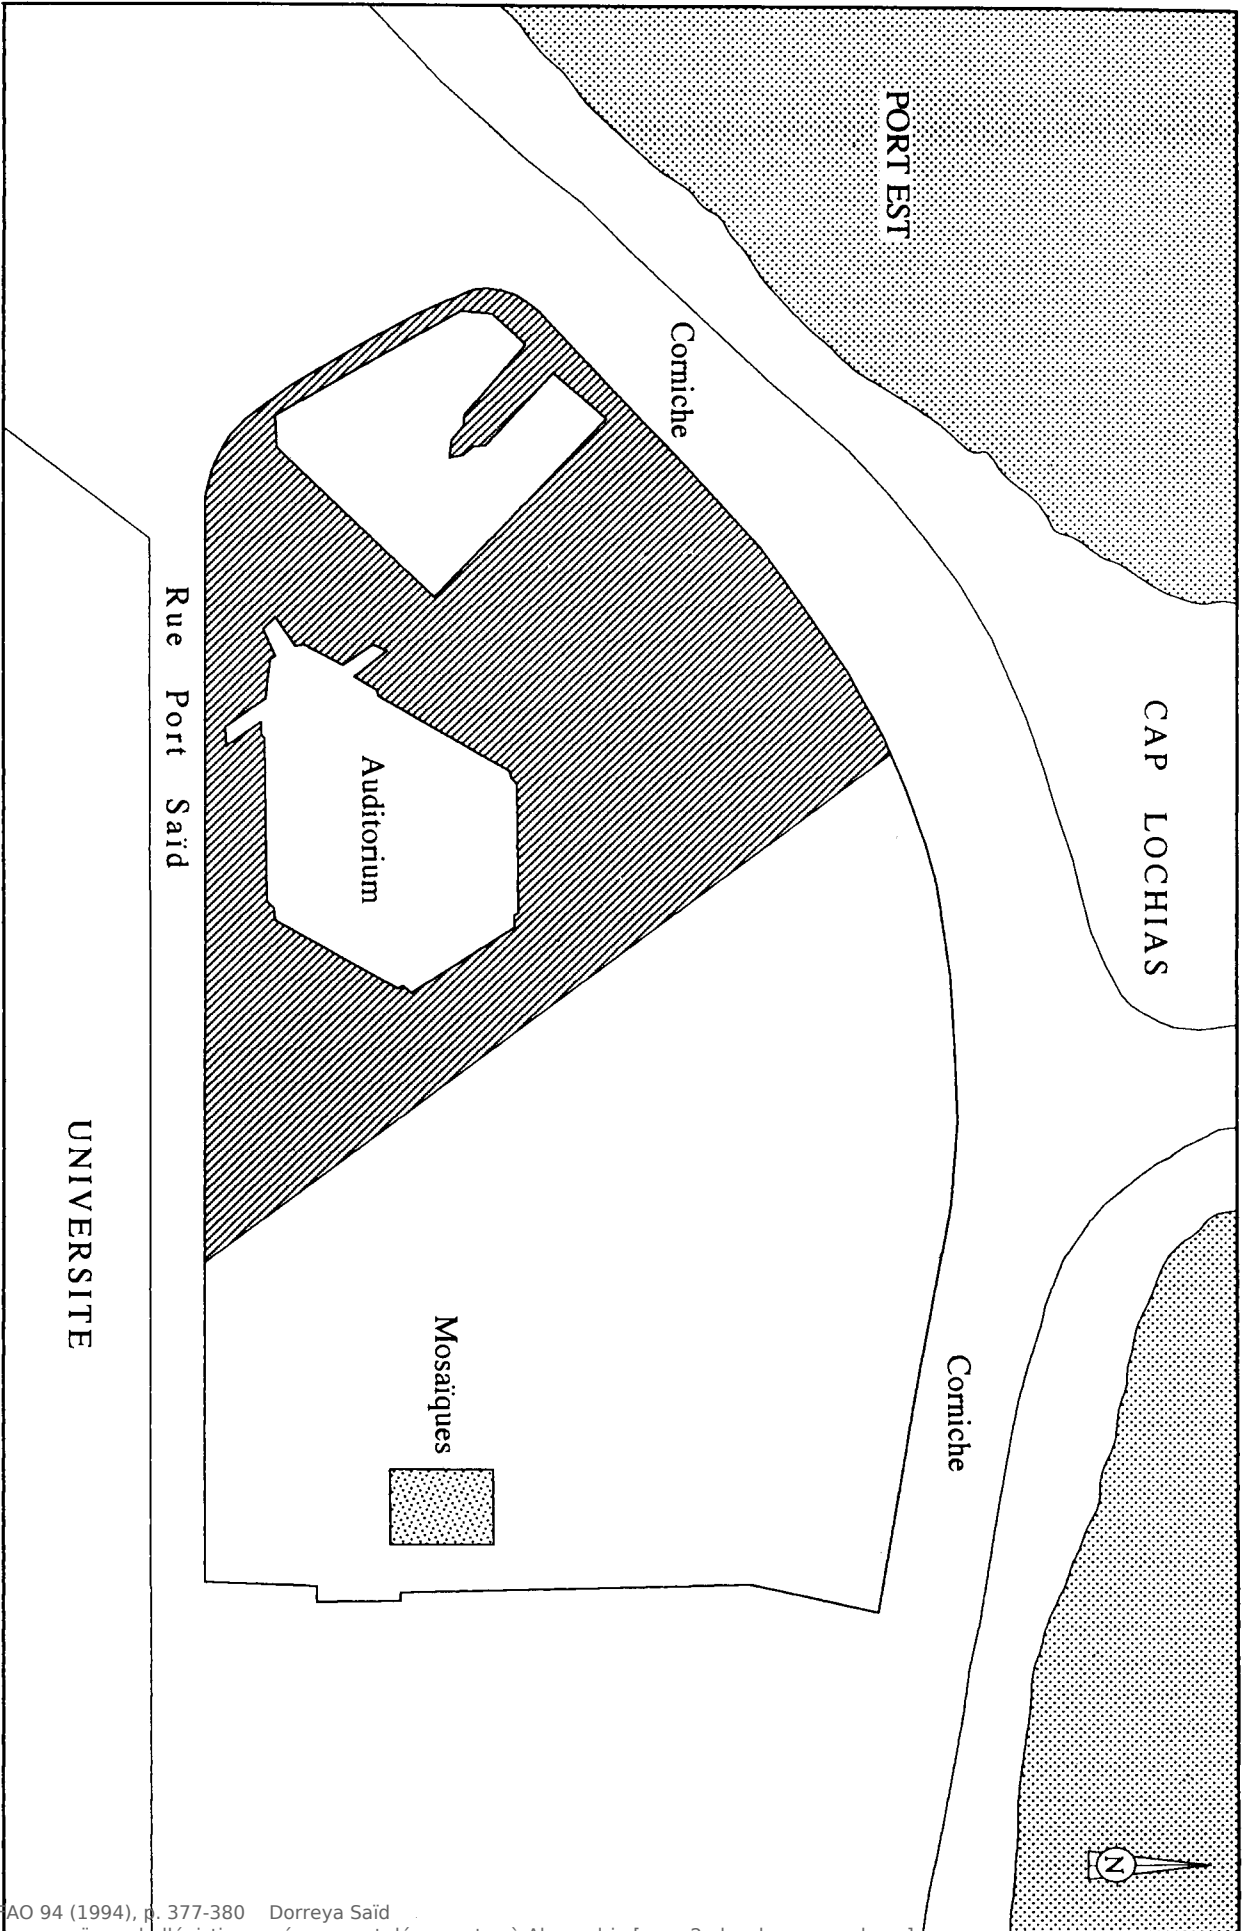 PORT EST
Corniche
CAP LOCHIAS
Rue Port Saïd
Auditorium
UNIVERSITE
Mosaïques
Corniche
N
AO 94 (1994), p. 377-380 Dorreya Saïd